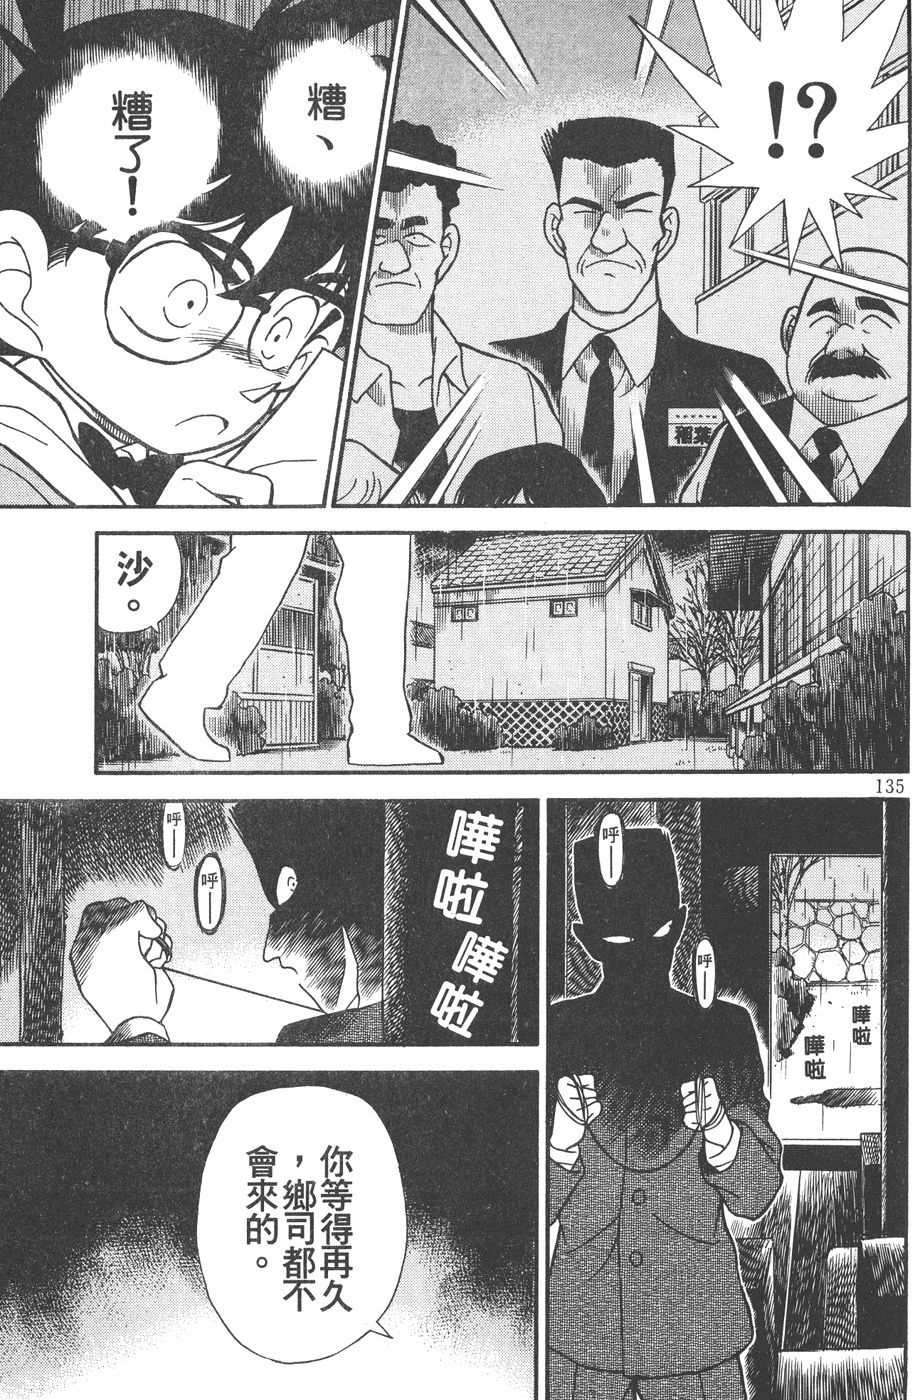 !?
稲葉
糟、
糟了！
沙。
135
呼—
呼—
嘩啦
嘩啦
嘩啦
嘩啦
呼—
呼—
你等得再久
，鄉司都不
會來的。